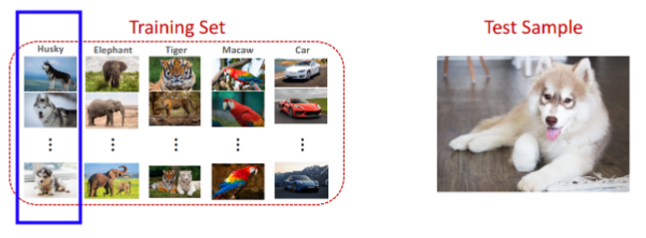 Training Set
Test Sample
Husky Elephant Tiger Macaw Car